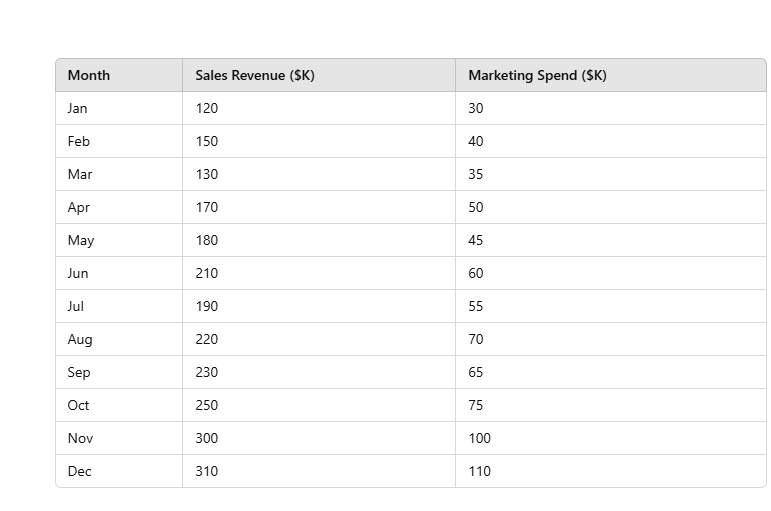 Month Sales Revenue ($K) Marketing Spend ($K)
Jan 120 30
Feb 150 40
Mar 130 35
Apr 170 50
May 180 45
Jun 210 60
Jul 190 55
Aug 220 70
Sep 230 65
Oct 250 75
Nov 300 100
Dec 310 110